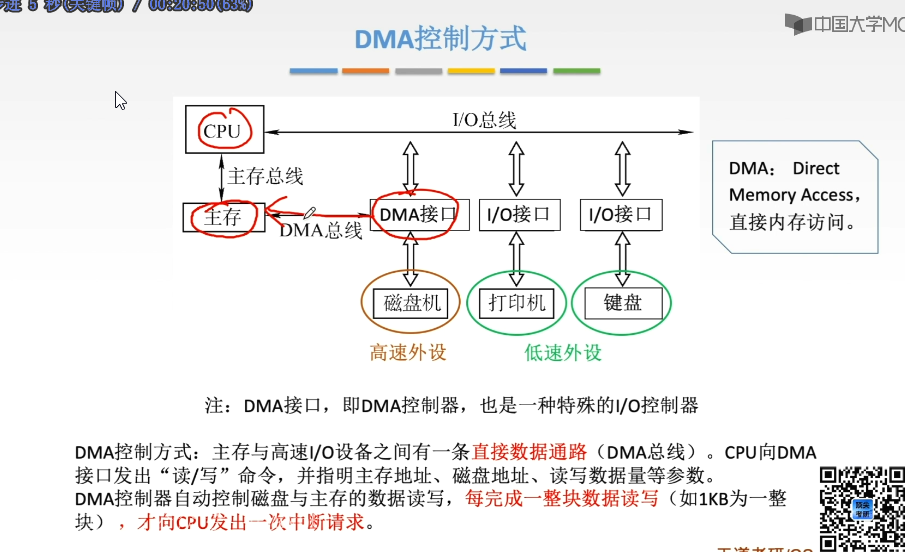 进 5 秒(关键帧) / 00:20:50(63%)
中国大学MO
DMA控制方式
CPU
I/O总线
主存总线
主存
DMA总线
DMA接口
I/O接口
I/O接口
磁盘机
打印机
键盘
高速外设
低速外设
DMA: Direct
Memory Access，
直接内存访问。
注：DMA接口，即DMA控制器，也是一种特殊的I/O控制器
DMA控制方式：主存与高速I/O设备之间有一条直接数据通路（DMA总线）。CPU向DMA
接口发出“读/写”命令，并指明主存地址、磁盘地址、读写数据量等参数。
DMA控制器自动控制磁盘与主存的数据读写，每完成一整块数据读写（如1KB为一整
块），才向CPU发出一次中断请求。